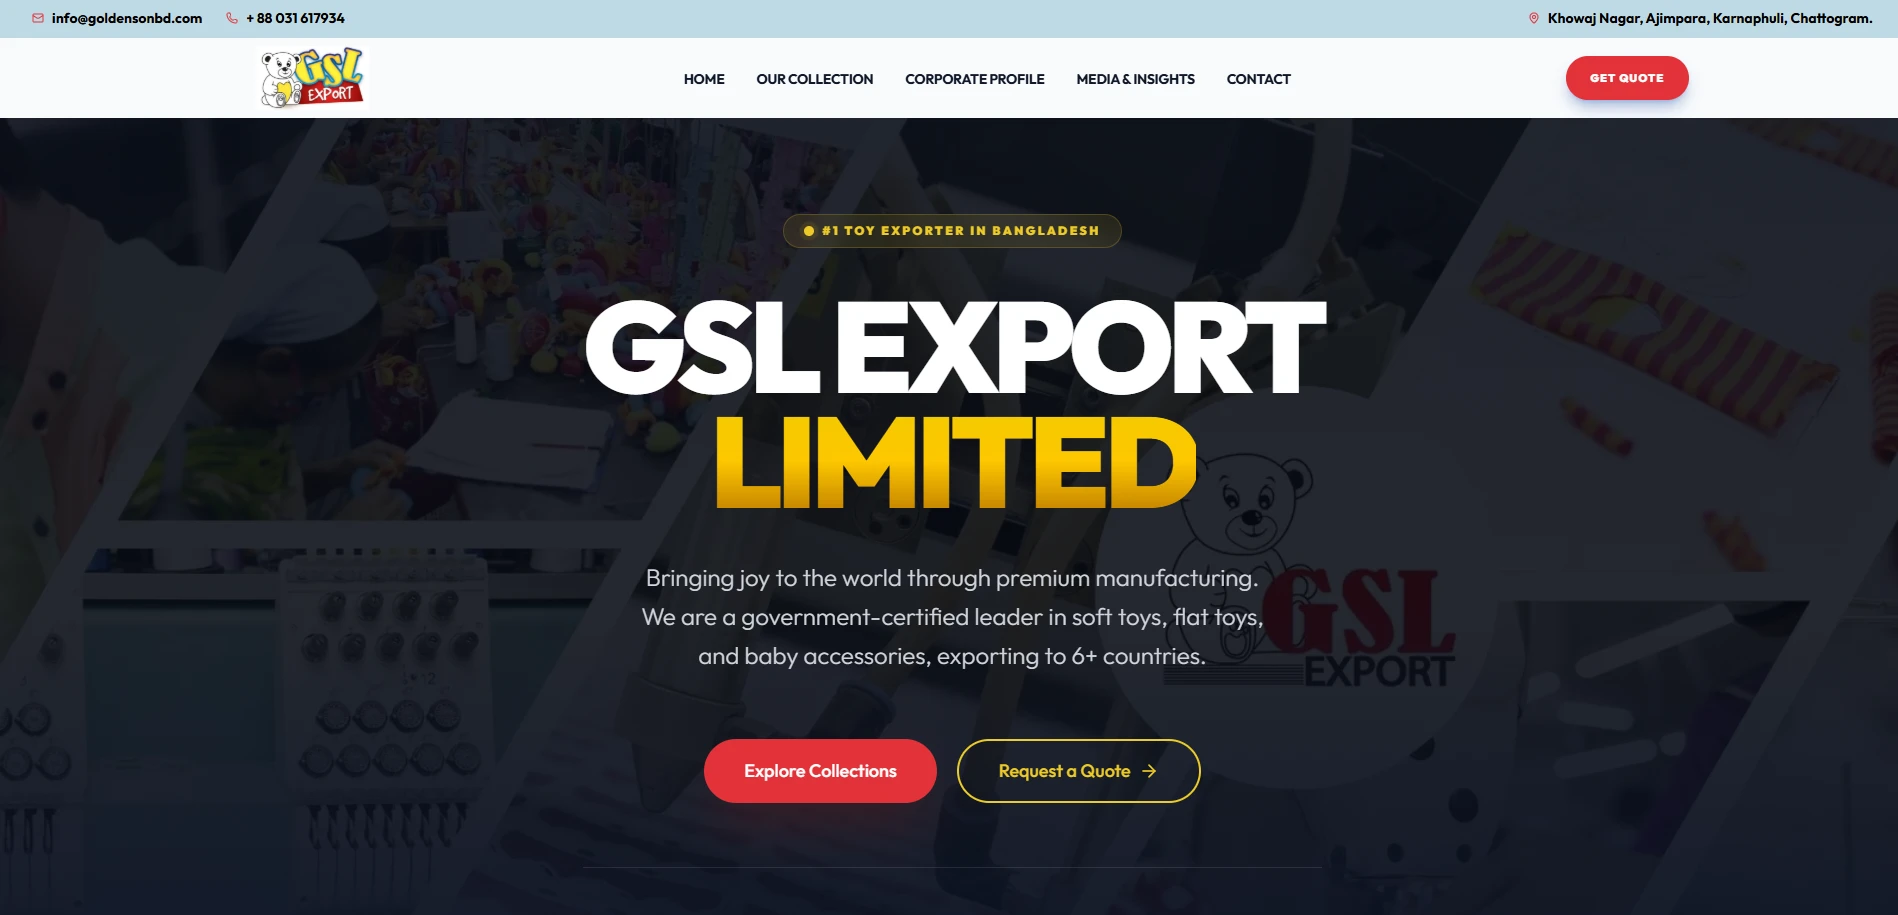 info@goldensonbd.com
+ 88 031 617934
Khowaj Nagar, Ajimpara, Karnaphuli, Chattogram.
GSL
EXPORT
HOME
OUR COLLECTION
CORPORATE PROFILE
MEDIA & INSIGHTS
CONTACT
GET QUOTE
#1 TOY EXPORTER IN BANGLADESH
GSL EXPORT
LIMITED
Bringing joy to the world through premium manufacturing.
We are a government-certified leader in soft toys, flat toys,
and baby accessories, exporting to 6+ countries.
GSL
EXPORT
Explore Collections
Request a Quote